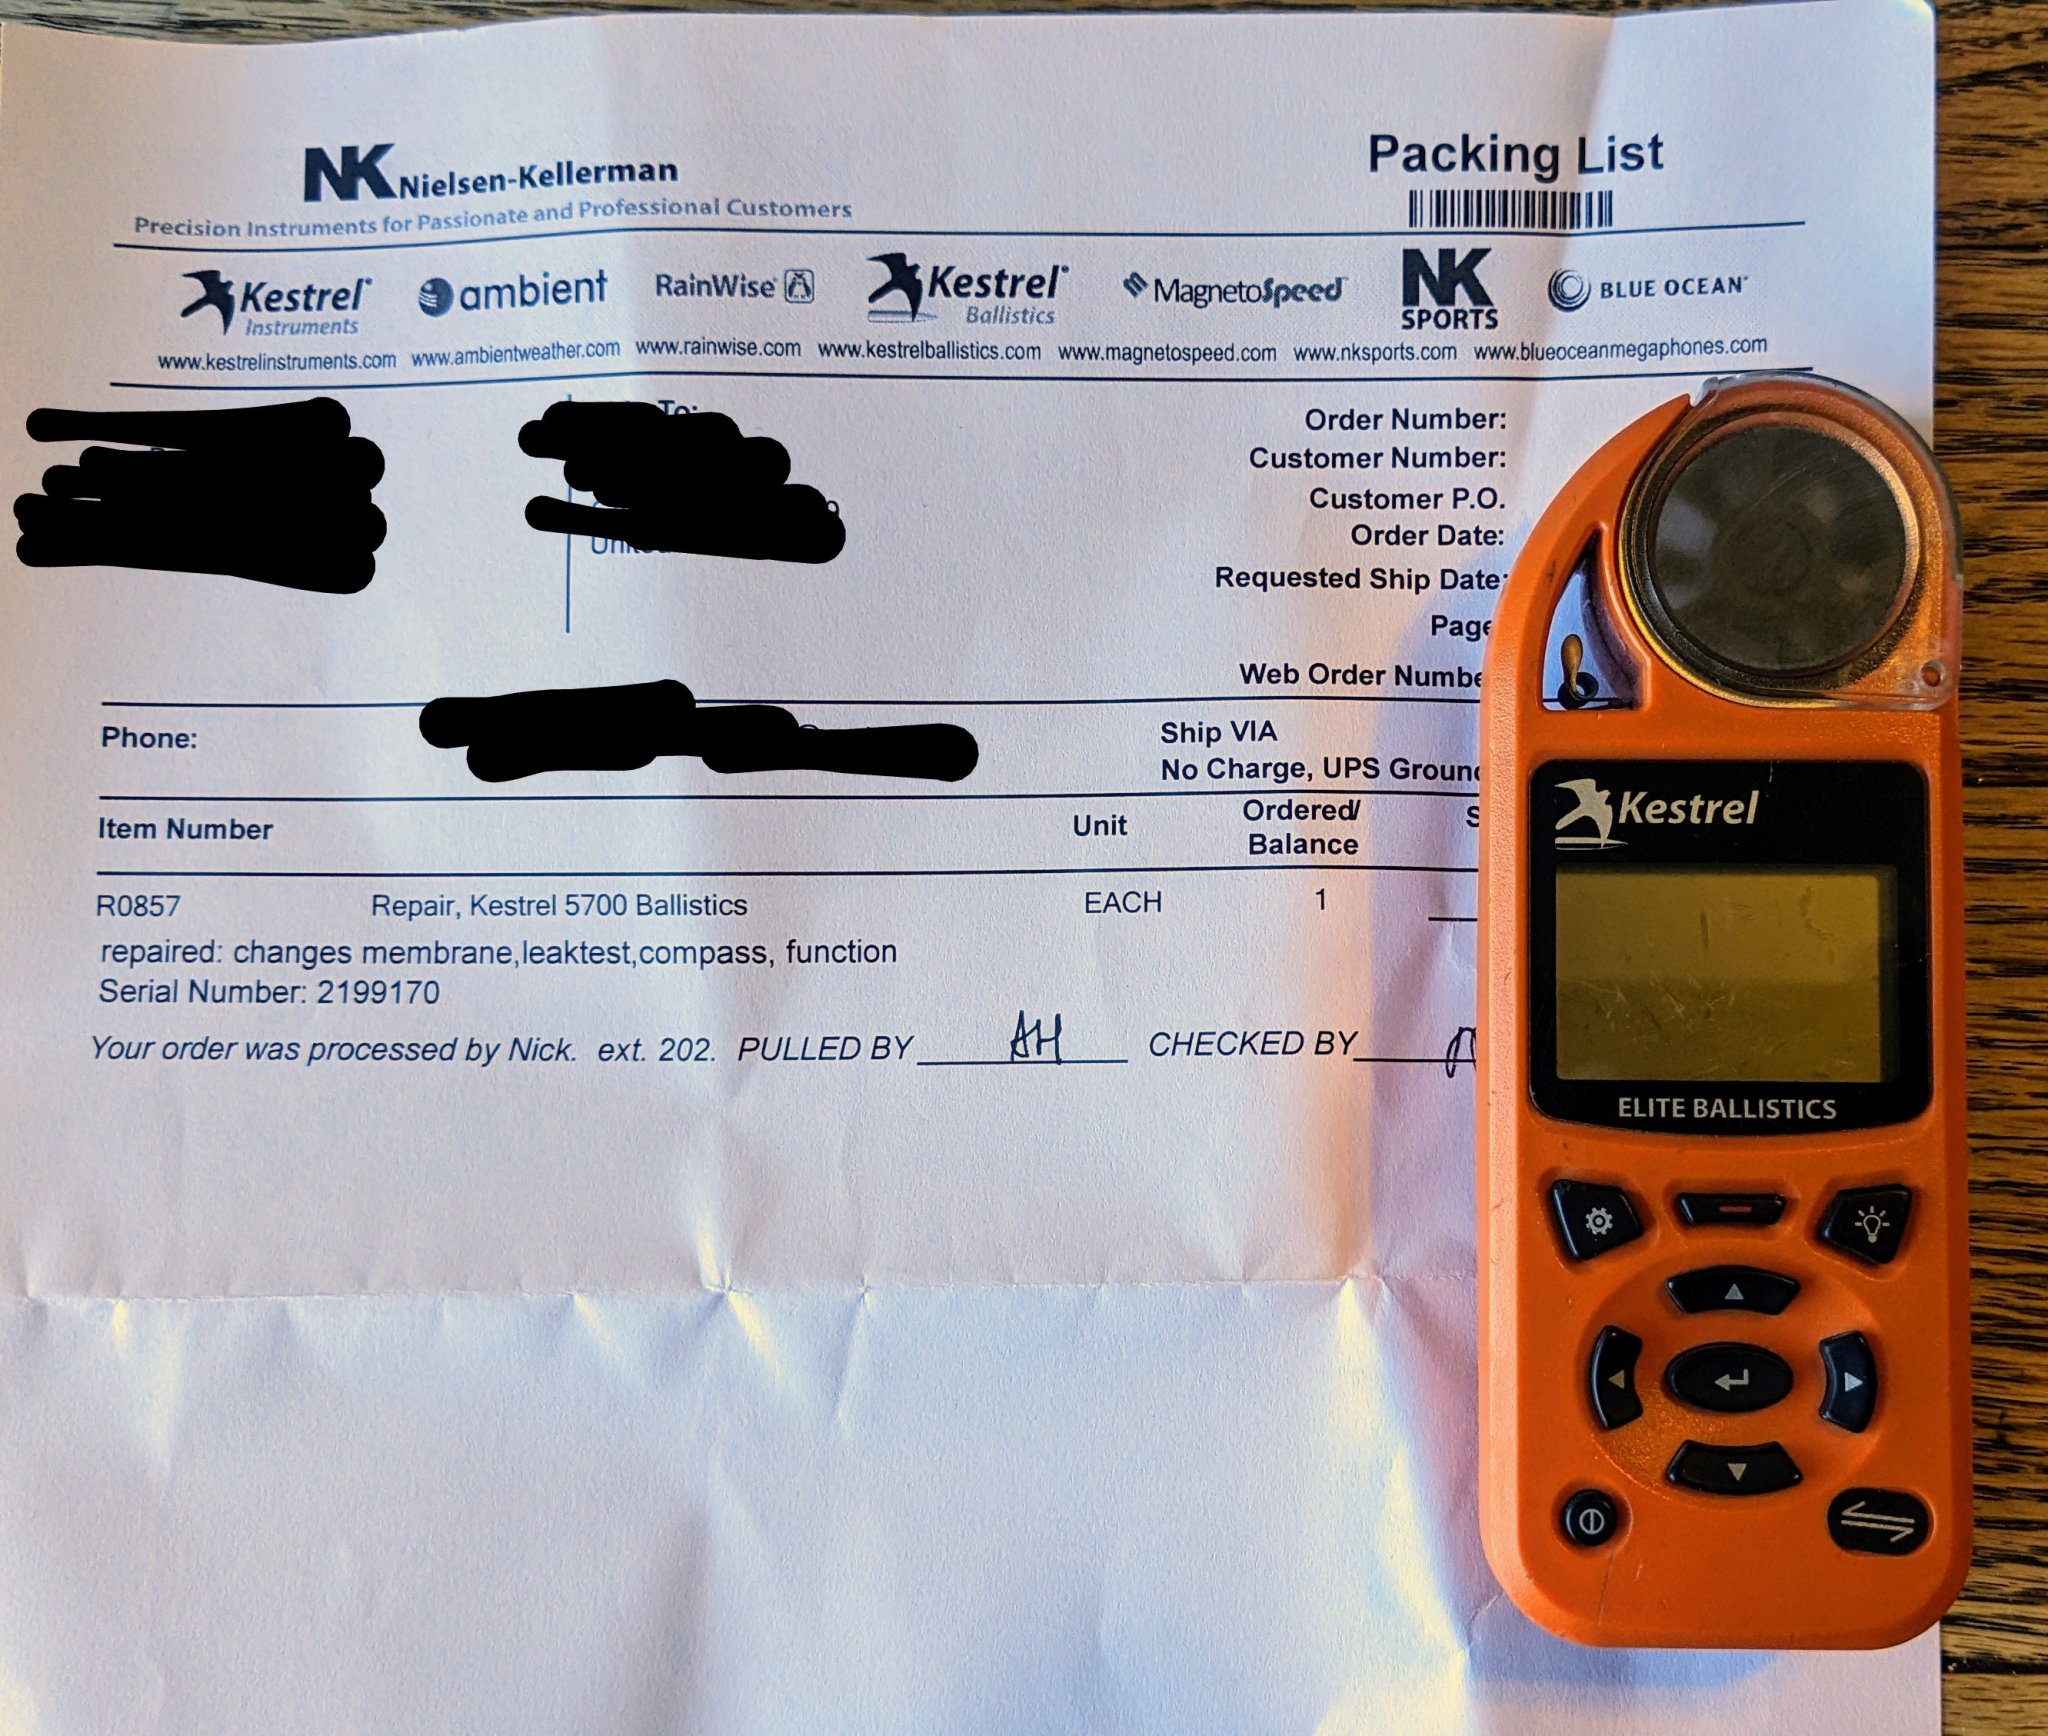 NK Nielsen-Kellerman
Precision Instruments for Passionate and Professional Customers
Packing List
Kestrel Instruments
ambient
RainWise
Kestrel Ballistics
MagnetoSpeed
NK SPORTS
BLUE OCEAN
www.kestrelinstruments.com www.ambientweather.com www.rainwise.com www.kestrelballistics.com www.magnetospeed.com www.nksports.com www.blueoceanmegaphones.com
To:
Order Number:
Customer Number:
Customer P.O.
Order Date:
Requested Ship Date:
Page
Web Order Numbe
Phone:
Ship VIA
No Charge, UPS Ground
Item Number Unit Ordered/ Balance S
R0857 Repair, Kestrel 5700 Ballistics EACH 1
repaired: changes membrane,leaktest,compass, function
Serial Number: 2199170
Your order was processed by Nick. ext. 202. PULLED BY AH CHECKED BY
Kestrel
ELITE BALLISTICS